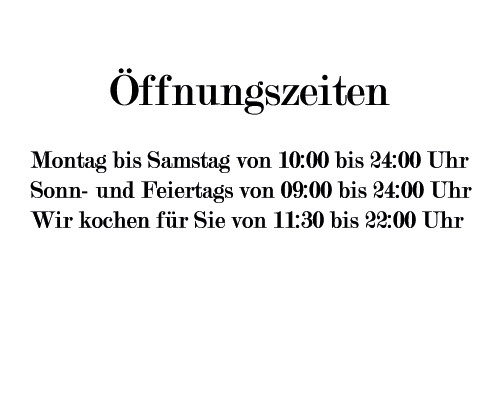 Öffnungszeiten
Montag bis Samstag von 10:00 bis 24:00 Uhr
Sonn- und Feiertags von 09:00 bis 24:00 Uhr
Wir kochen für Sie von 11:30 bis 22:00 Uhr